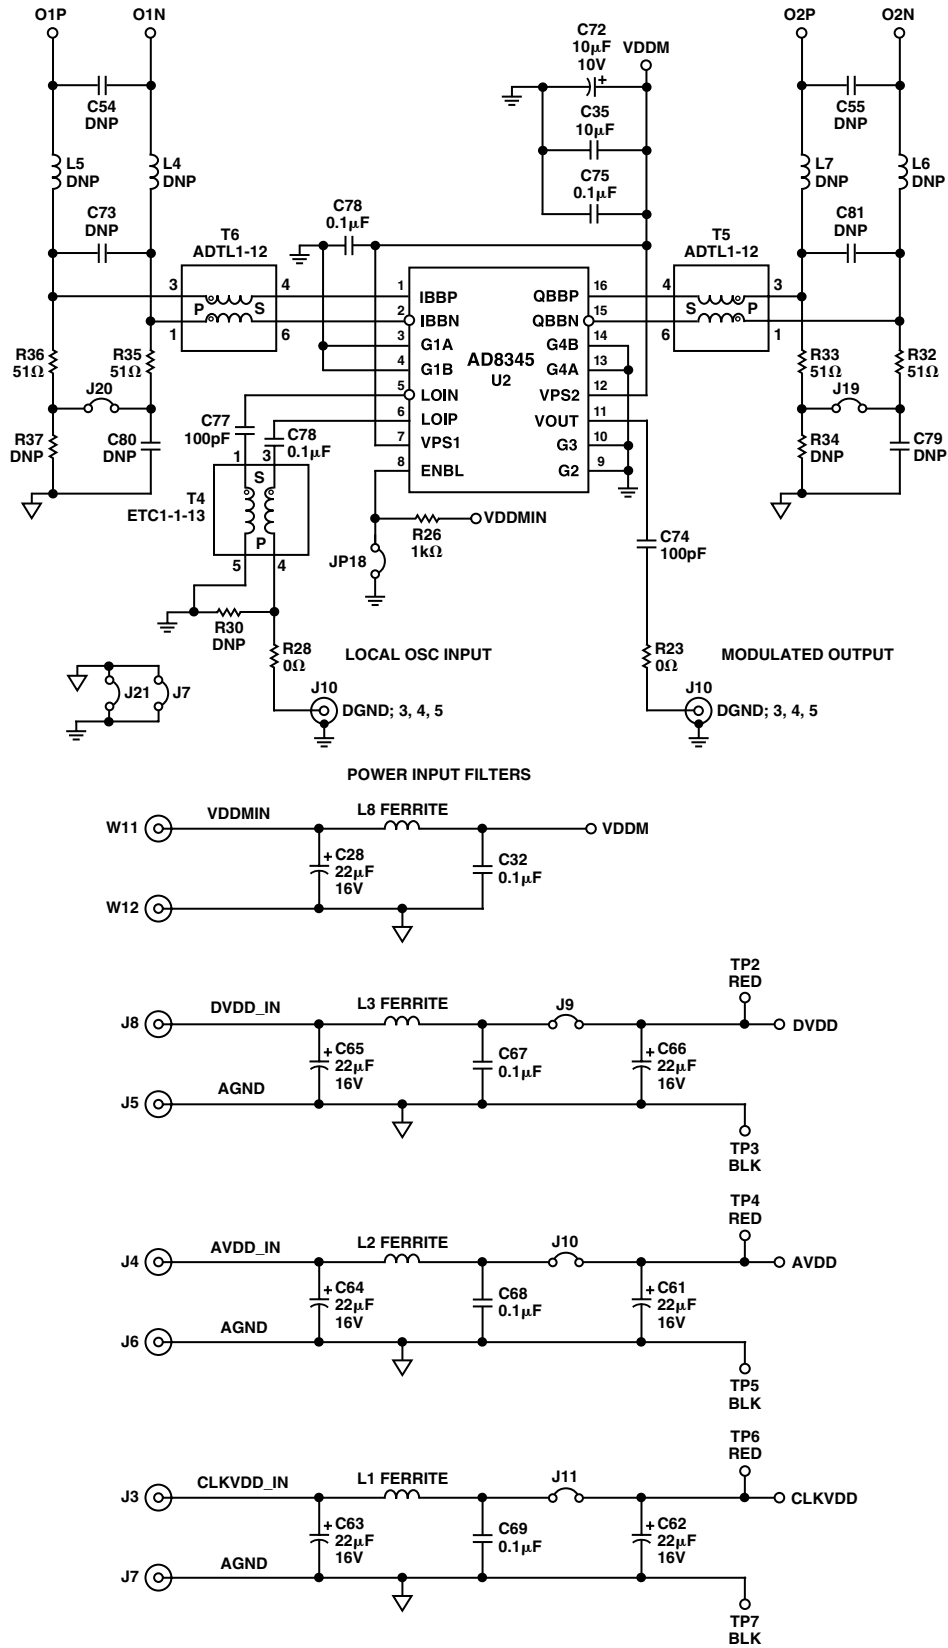 O1P O1N O2P O2N
C72
10μF
10V
VDDM
C54
DNP
C55
DNP
C35
10μF
L5
DNP
L4
DNP
C75
0.1μF
L7
DNP
L6
DNP
C73
DNP
C78
0.1μF
C81
DNP
T6
ADTL1-12
T5
ADTL1-12
3 4
P S
1 6
4 3
S P
6 1
1 IBBP
2 IBBN
3 G1A
4 G1B
5 LOIN
6 LOIP
7 VPS1
8 ENBL
AD8345
U2
QBBP 16
QBBN 15
G4B 14
G4A 13
VPS2 12
VOUT 11
G3 10
G2 9
R36
51Ω
R35
51Ω
J20
R37
DNP
C80
DNP
R33
51Ω
R32
51Ω
J19
R34
DNP
C79
DNP
C77
100pF
C78
0.1μF
1 3
S
T4
ETC1-1-13
P
5 4
R26
1kΩ
VDDMIN
JP18
C74
100pF
R30
DNP
R28
0Ω
LOCAL OSC INPUT
R23
0Ω
MODULATED OUTPUT
J21 J7
J10
DGND; 3, 4, 5
J10
DGND; 3, 4, 5
POWER INPUT FILTERS
W11 VDDMIN L8 FERRITE VDDM
C28
22μF
16V
C32
0.1μF
W12
TP2
RED
J8 DVDD_IN L3 FERRITE J9 DVDD
C65
22μF
16V
C67
0.1μF
C66
22μF
16V
J5 AGND
TP3
BLK
TP4
RED
J4 AVDD_IN L2 FERRITE J10 AVDD
C64
22μF
16V
C68
0.1μF
C61
22μF
16V
J6 AGND
TP5
BLK
TP6
RED
J3 CLKVDD_IN L1 FERRITE J11 CLKVDD
C63
22μF
16V
C69
0.1μF
C62
22μF
16V
J7 AGND
TP7
BLK